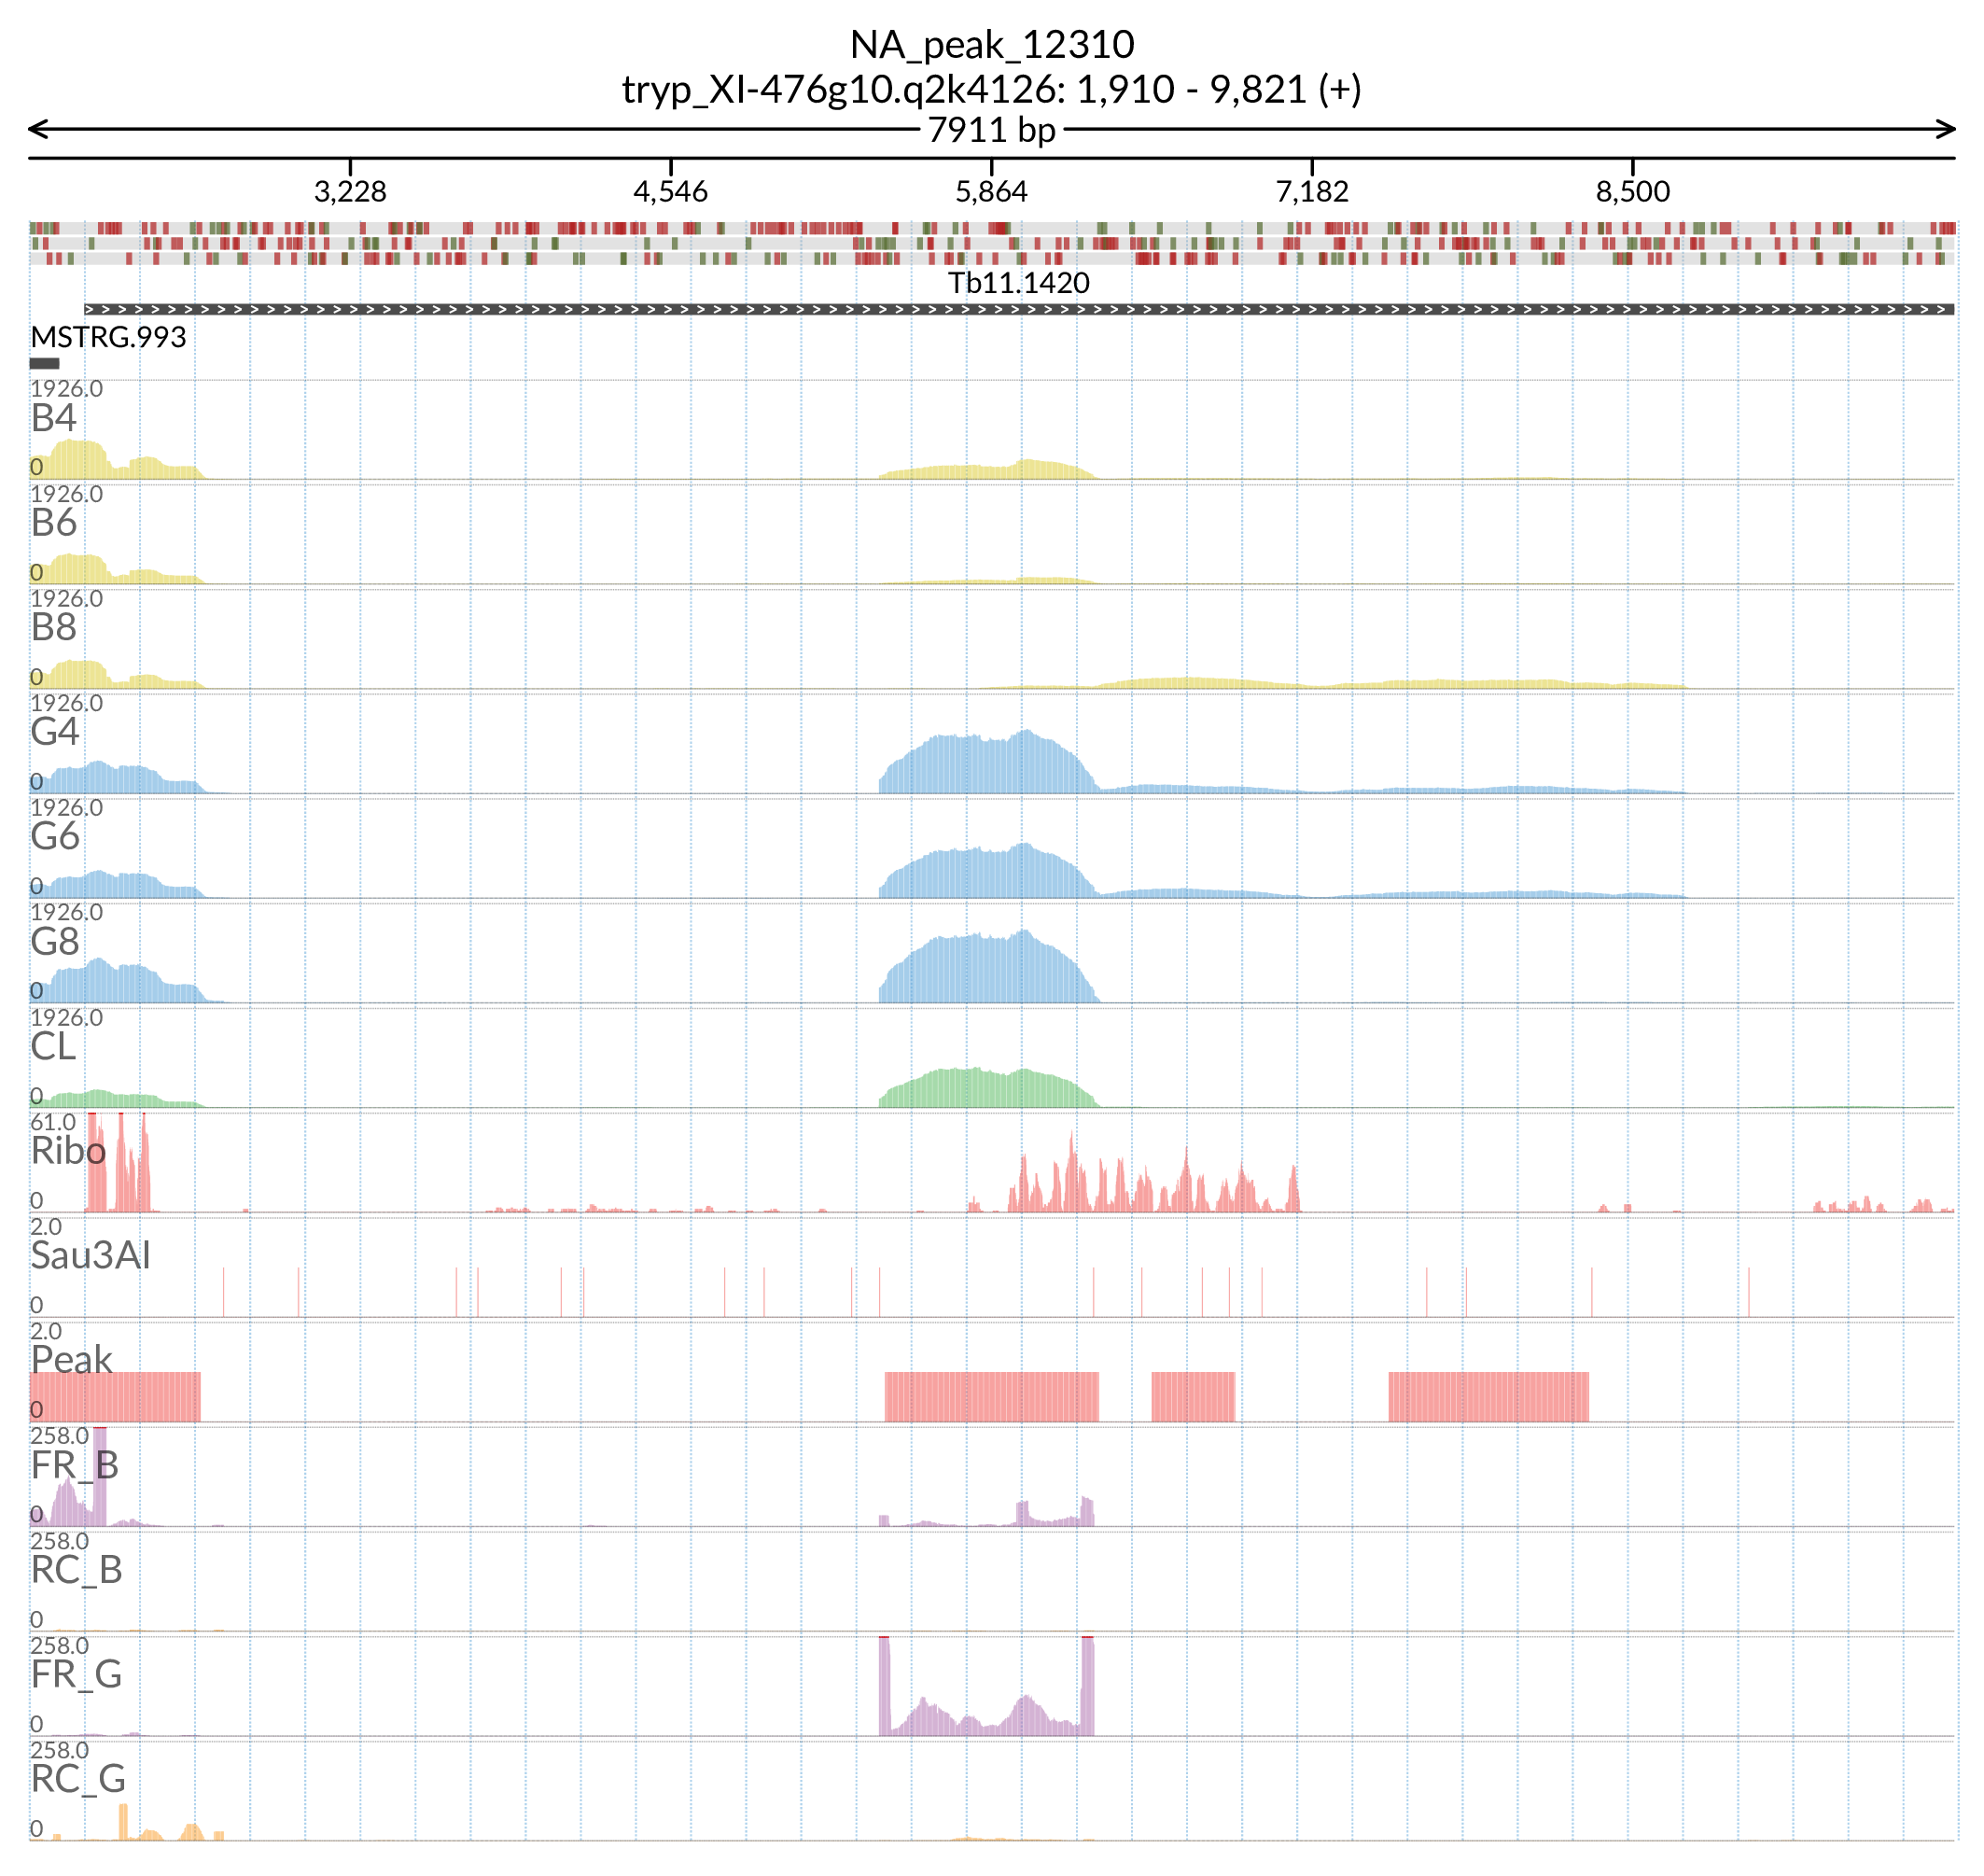 NA_peak_12310
tryp_XI-476g10.q2k4126: 1,910 - 9,821 (+)
7911 bp
3,228 4,546 5,864 7,182 8,500
Tb11.1420
MSTRG.993
1926.0
B4
0
1926.0
B6
0
1926.0
B8
0
1926.0
G4
0
1926.0
G6
0
1926.0
G8
0
1926.0
CL
0
61.0
Ribo
0
2.0
Sau3AI
0
2.0
Peak
0
258.0
FR_B
0
258.0
RC_B
0
258.0
FR_G
0
258.0
RC_G
0